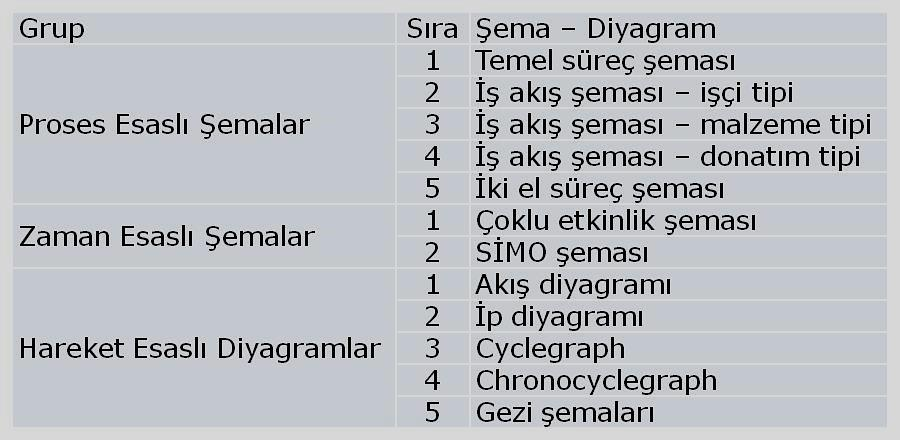 Grup Sıra Şema – Diyagram
Proses Esaslı Şemalar
1 Temel süreç şeması
2 İş akış şeması – işçi tipi
3 İş akış şeması – malzeme tipi
4 İş akış şeması – donatım tipi
5 İki el süreç şeması
Zaman Esaslı Şemalar
1 Çoklu etkinlik şeması
2 SİMO şeması
Hareket Esaslı Diyagramlar
1 Akış diyagramı
2 İp diyagramı
3 Cyclegraph
4 Chronocyclegraph
5 Gezi şemaları